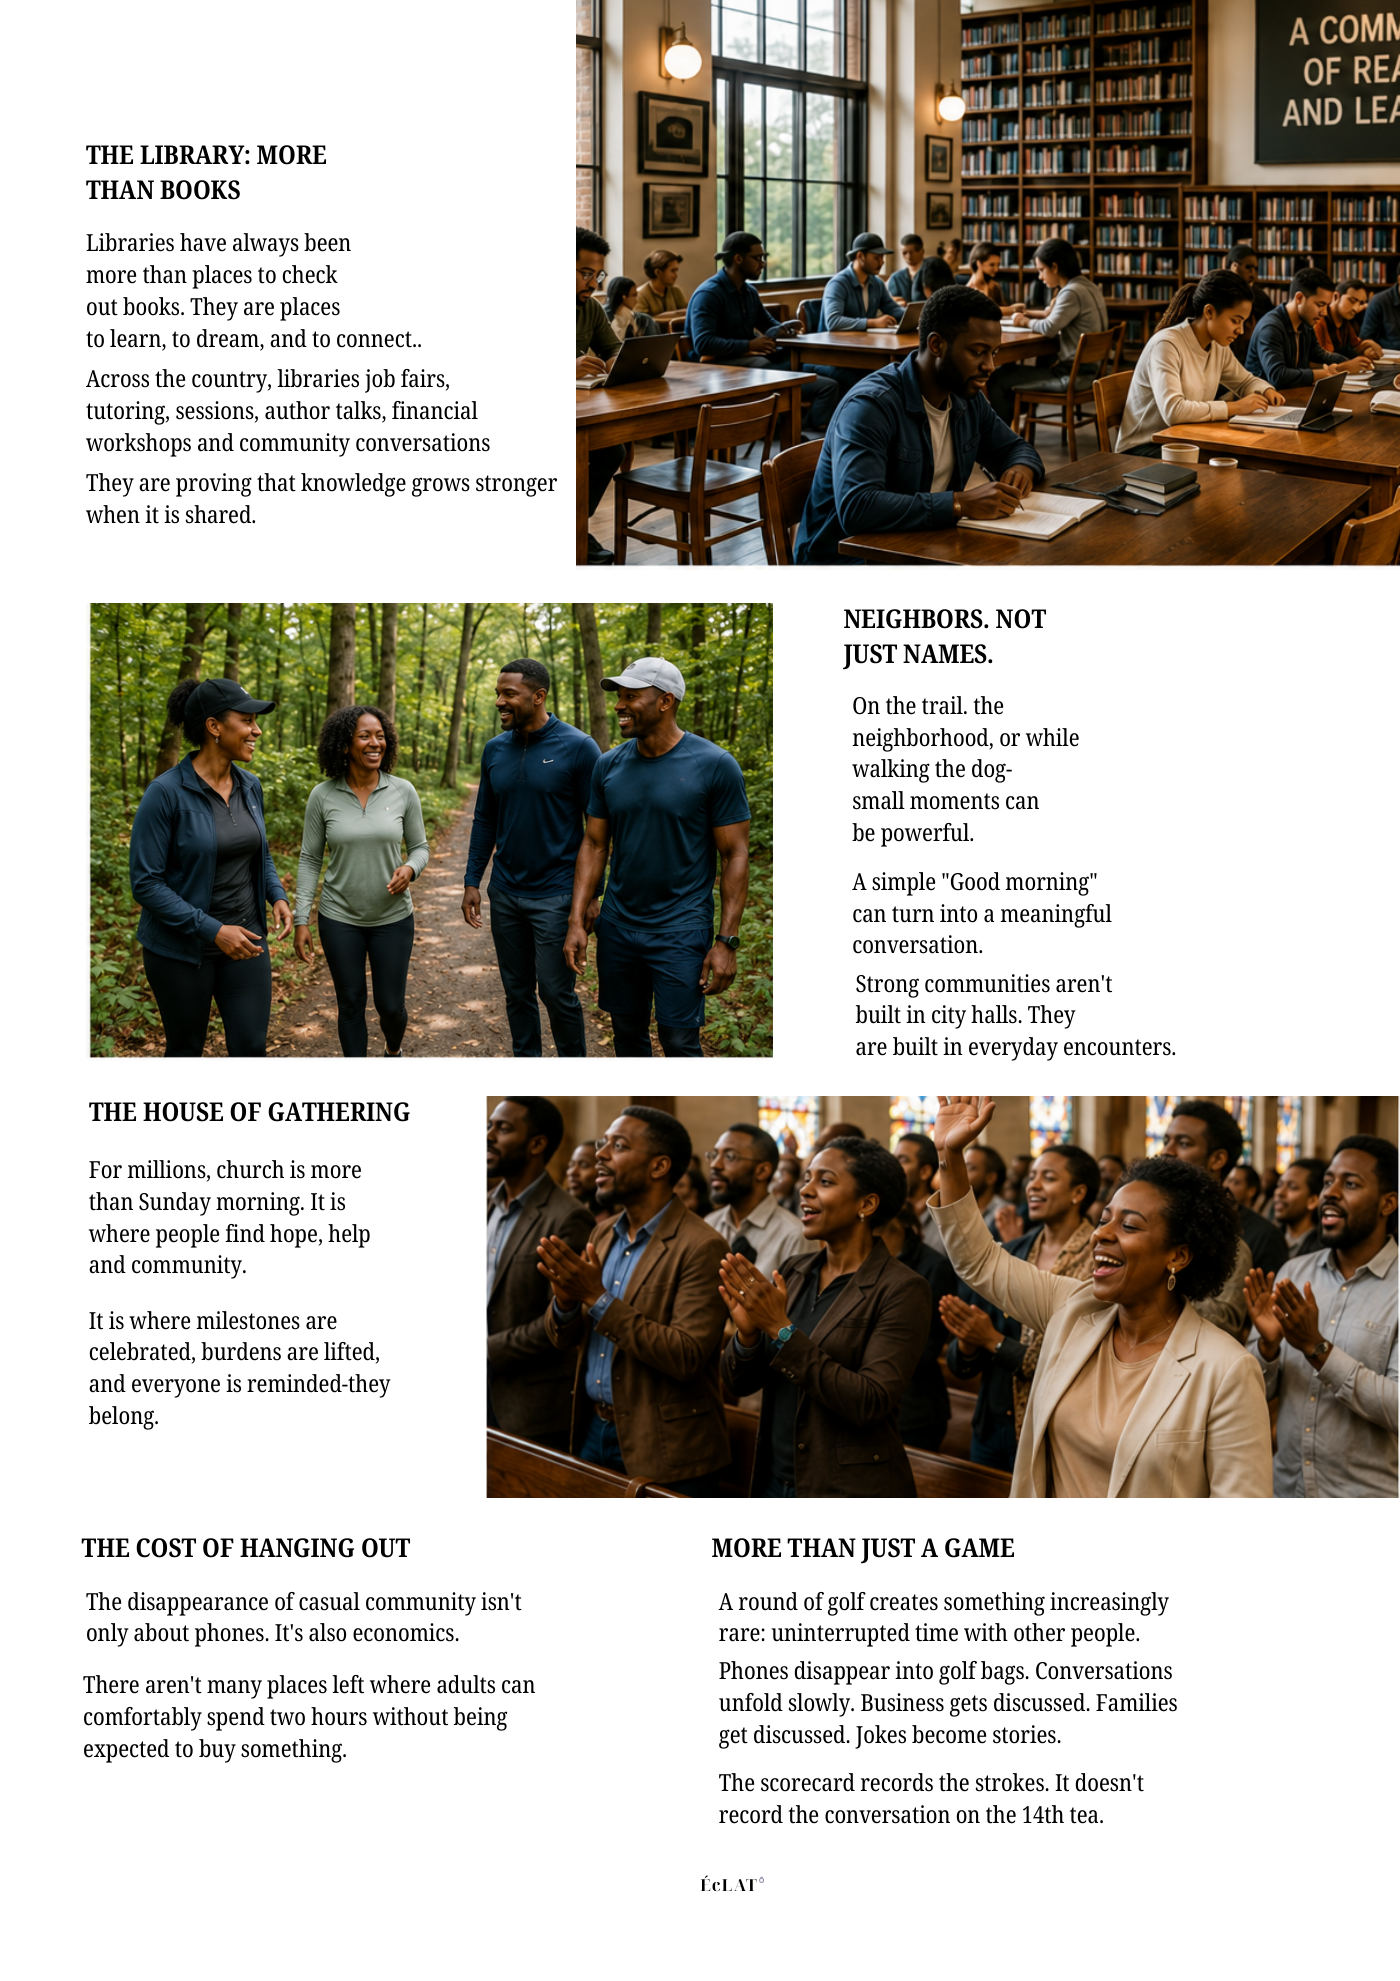 A COMM
OF REA
AND LEA
THE LIBRARY: MORE
THAN BOOKS
Libraries have always been
more than places to check
out books. They are places
to learn, to dream, and to connect..
Across the country, libraries job fairs,
tutoring, sessions, author talks, financial
workshops and community conversations
They are proving that knowledge grows stronger
when it is shared.
NEIGHBORS. NOT
JUST NAMES.
On the trail. the
neighborhood, or while
walking the dog-
small moments can
be powerful.
A simple "Good morning"
can turn into a meaningful
conversation.
Strong communities aren't
built in city halls. They
are built in everyday encounters.
THE HOUSE OF GATHERING
For millions, church is more
than Sunday morning. It is
where people find hope, help
and community.
It is where milestones are
celebrated, burdens are lifted,
and everyone is reminded-they
belong.
THE COST OF HANGING OUT
The disappearance of casual community isn't
only about phones. It's also economics.
There aren't many places left where adults can
comfortably spend two hours without being
expected to buy something.
MORE THAN JUST A GAME
A round of golf creates something increasingly
rare: uninterrupted time with other people.
Phones disappear into golf bags. Conversations
unfold slowly. Business gets discussed. Families
get discussed. Jokes become stories.
The scorecard records the strokes. It doesn't
record the conversation on the 14th tea.
ÉcLAT